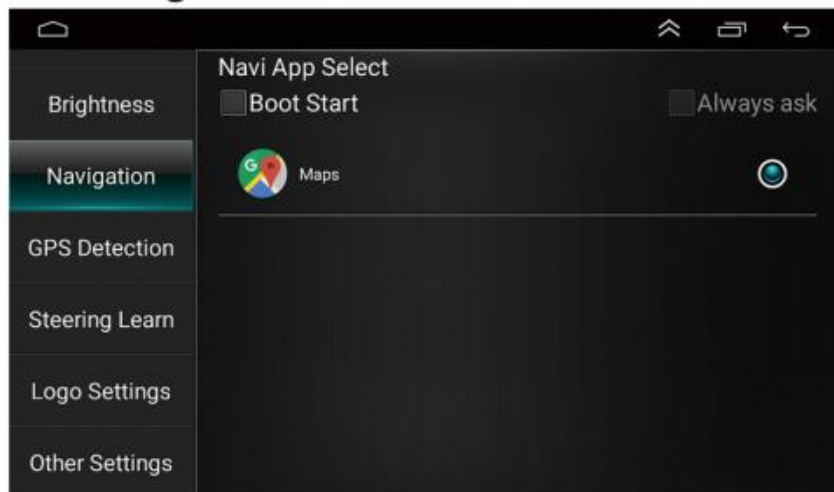 Navi App Select
Boot Start
Always ask
Brightness
Navigation
Maps
GPS Detection
Steering Learn
Logo Settings
Other Settings